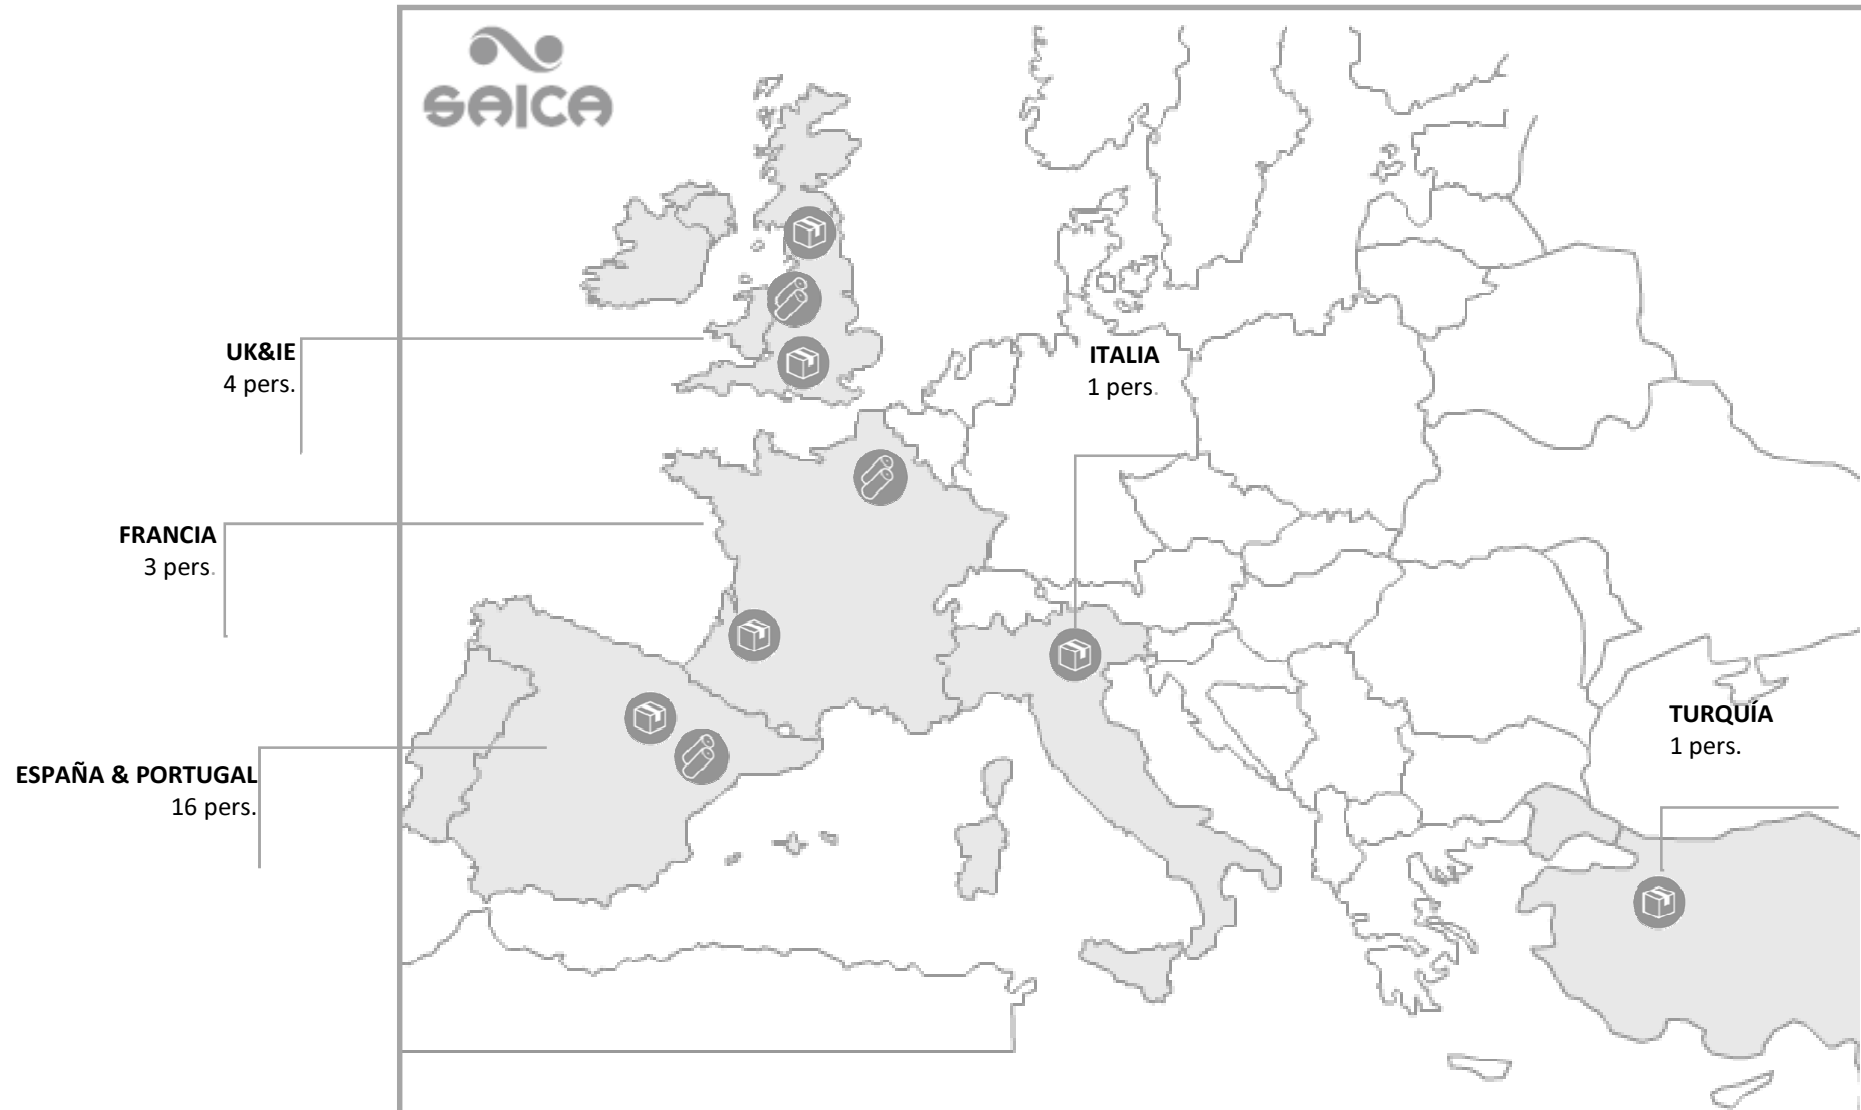 SAICA
UK&IE
4 pers.
ITALIA
1 pers.
FRANCIA
3 pers.
TURQUÍA
1 pers.
ESPAÑA & PORTUGAL
16 pers.